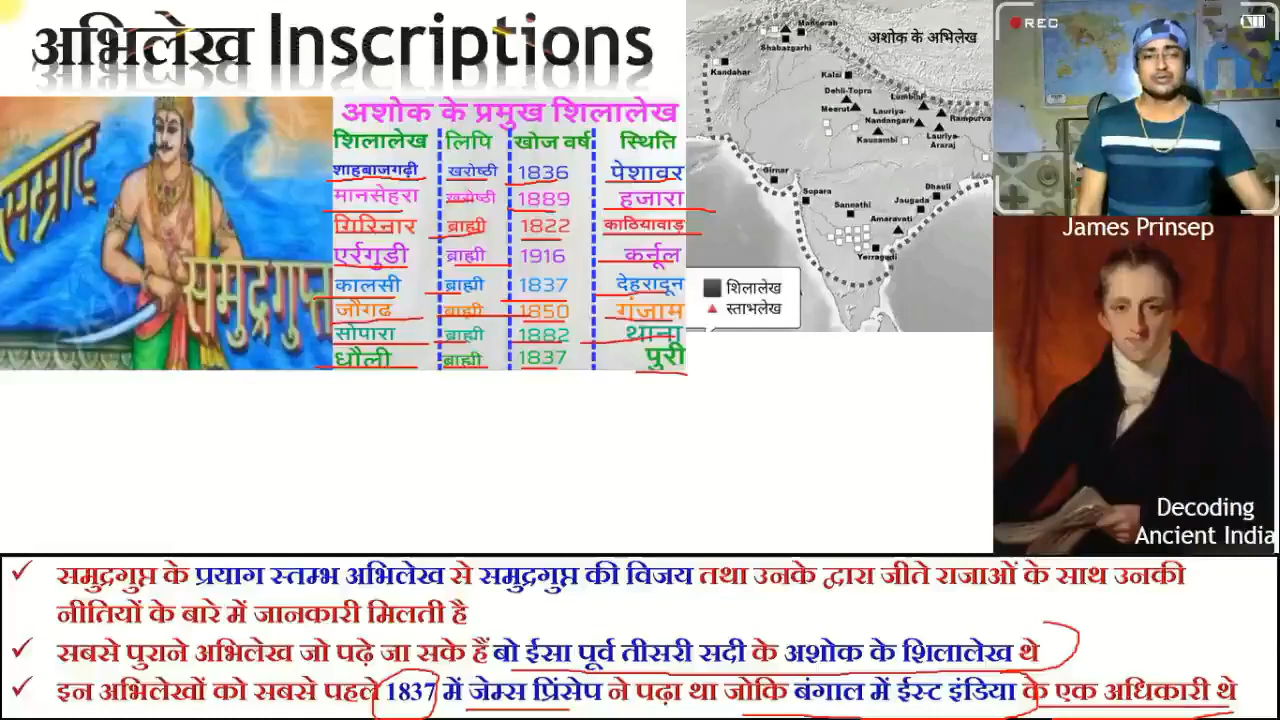 अभिलेख Inscriptions
सम्राट्
समुद्रगुप्त
अशोक के प्रमुख शिलालेख
शिलालेख लिपि खोज वर्ष स्थिति
शाहबाजगढ़ी खरोष्ठी 1836 पेशावर
मानसेहरा खरोष्ठी 1889 हजारा
गिरिनार ब्राह्मी 1822 काठियावाड़
एर्रगुडी ब्राह्मी 1916 कर्नूल
कालसी ब्राह्मी 1837 देहरादून
जौगढ ब्राह्मी 1850 गंजाम
सोपारा ब्राह्मी 1882 थाना
धौली ब्राह्मी 1837 पुरी
अशोक के अभिलेख
Mansehrah
Shabazgarhi
Kandahar
Kalsi
Dehli-Topra
Meerut
Lumbini
Lauriya-
Nandangarh
Rampurva
Lauriya-
Araraj
Kausambi
Girnar
Sopara
Sannathi
Dhauli
Jaugada
Amaravati
Yerragudi
शिलालेख
स्ताभलेख
REC
James Prinsep
Decoding
Ancient India
समुद्रगुप्त के प्रयाग स्तम्भ अभिलेख से समुद्रगुप्त की विजय तथा उनके द्वारा जीते राजाओं के साथ उनकी
नीतियों के बारे में जानकारी मिलती है
सबसे पुराने अभिलेख जो पढ़े जा सके हैं बो ईसा पूर्व तीसरी सदी के अशोक के शिलालेख थे
इन अभिलेखों को सबसे पहले 1837 में जेम्स प्रिंसेप ने पढ़ा था जोकि बंगाल में ईस्ट इंडिया के एक अधिकारी थे